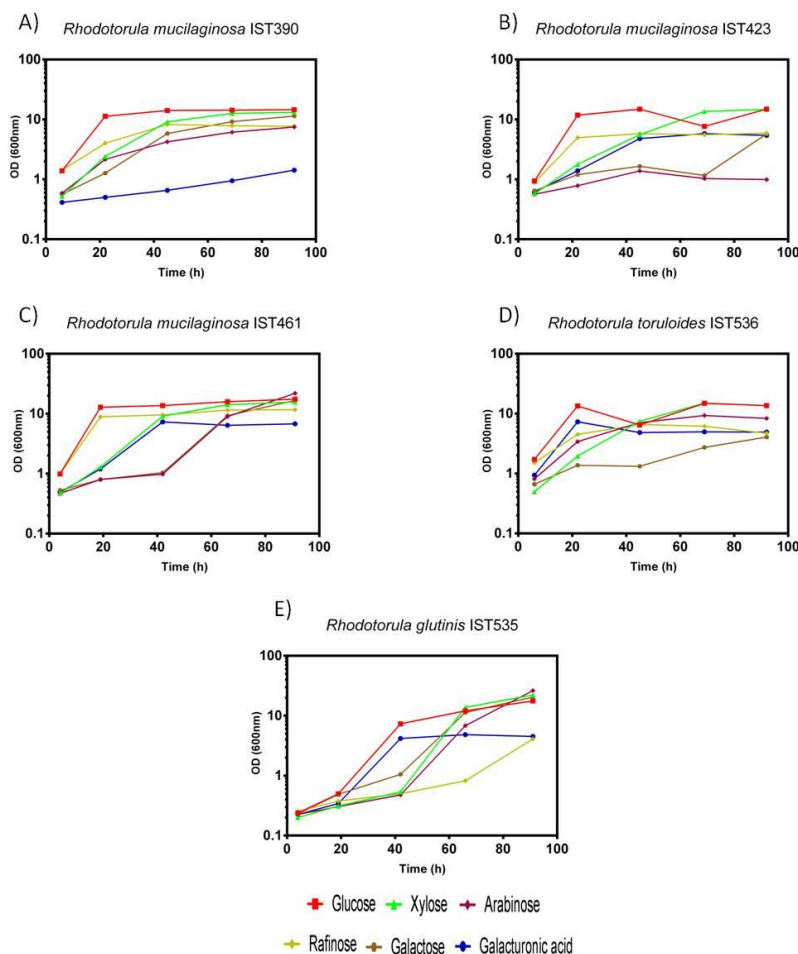 A)
Rhodotorula mucilaginosa IST390
100
10
1
0.1
OD (600nm)
0 20 40 60 80 100
Time (h)
B)
Rhodotorula mucilaginosa IST423
100
10
1
0.1
OD (600nm)
0 20 40 60 80 100
Time (h)
C)
Rhodotorula mucilaginosa IST461
100
10
1
0.1
OD (600nm)
0 20 40 60 80 100
Time (h)
D)
Rhodotorula toruloides IST536
100
10
1
0.1
OD (600nm)
0 20 40 60 80 100
Time (h)
E)
Rhodotorula glutinis IST535
100
10
1
0.1
OD (600nm)
0 20 40 60 80 100
Time (h)
Glucose Xylose Arabinose
Rafinose Galactose Galacturonic acid